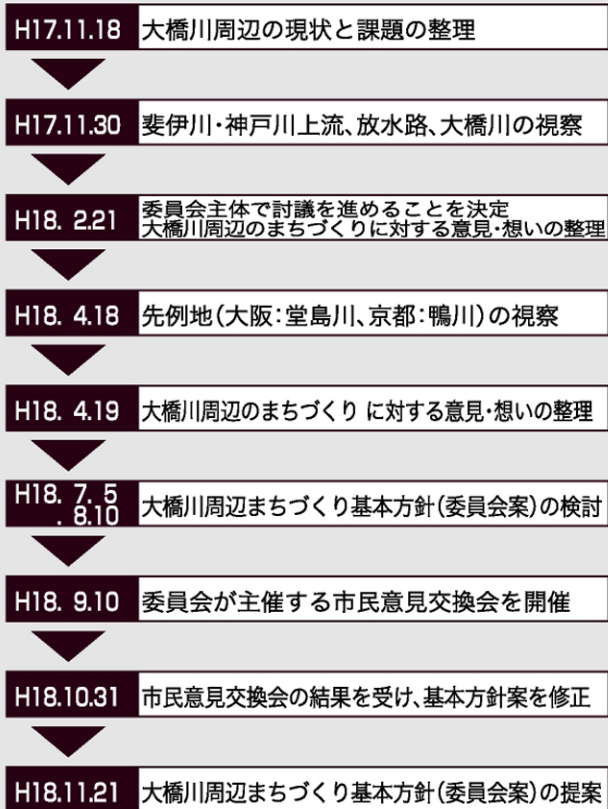 H17.11.18 大橋川周辺の現状と課題の整理
H17.11.30 斐伊川・神戸川上流、放水路、大橋川の視察
H18. 2.21 委員会主体で討議を進めることを決定
大橋川周辺のまちづくりに対する意見・想いの整理
H18. 4.18 先例地(大阪:堂島川、京都:鴨川)の視察
H18. 4.19 大橋川周辺のまちづくり に対する意見・想いの整理
H18. 7. 5
. 8.10 大橋川周辺まちづくり基本方針(委員会案)の検討
H18. 9.10 委員会が主催する市民意見交換会を開催
H18.10.31 市民意見交換会の結果を受け、基本方針案を修正
H18.11.21 大橋川周辺まちづくり基本方針(委員会案)の提案